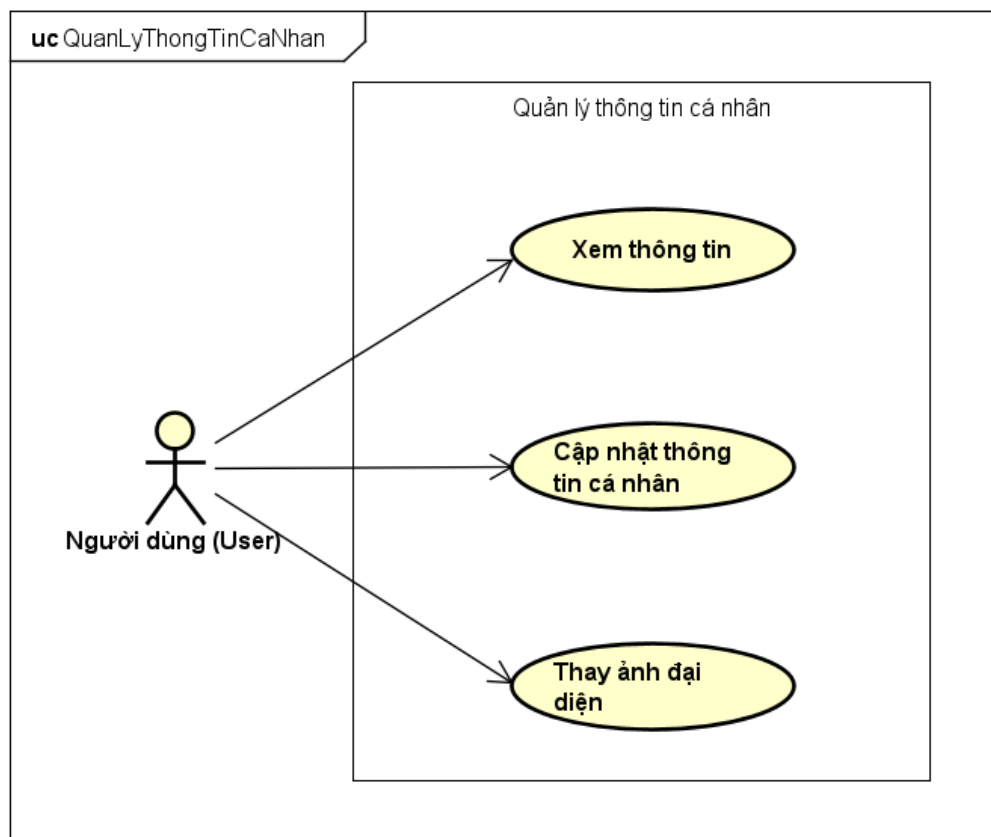 uc QuanLyThongTinCaNhan
Quản lý thông tin cá nhân
Xem thông tin
Cập nhật thông
tin cá nhân
Người dùng (User)
Thay ảnh đại
diện